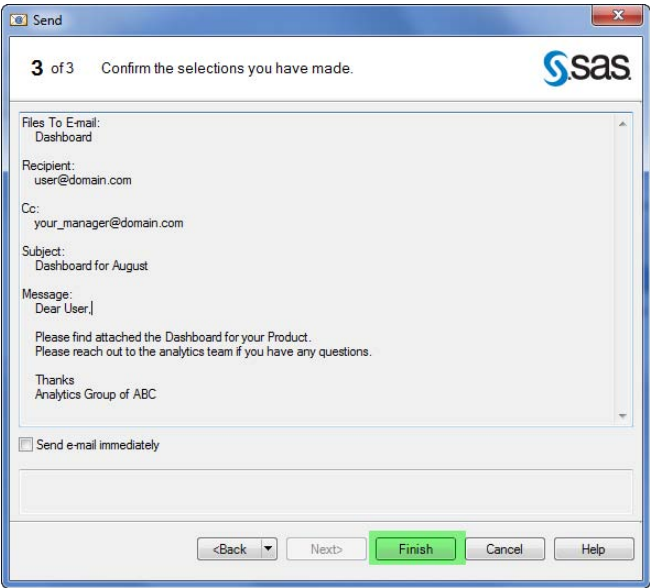 Send
3 of 3 Confirm the selections you have made.
sas
Files To E-mail:
Dashboard
Recipient:
user@domain.com
Cc:
your_manager@domain.com
Subject:
Dashboard for August
Message:
Dear User,
Please find attached the Dashboard for your Product.
Please reach out to the analytics team if you have any questions.
Thanks
Analytics Group of ABC
Send e-mail immediately
<Back Next> Finish Cancel Help